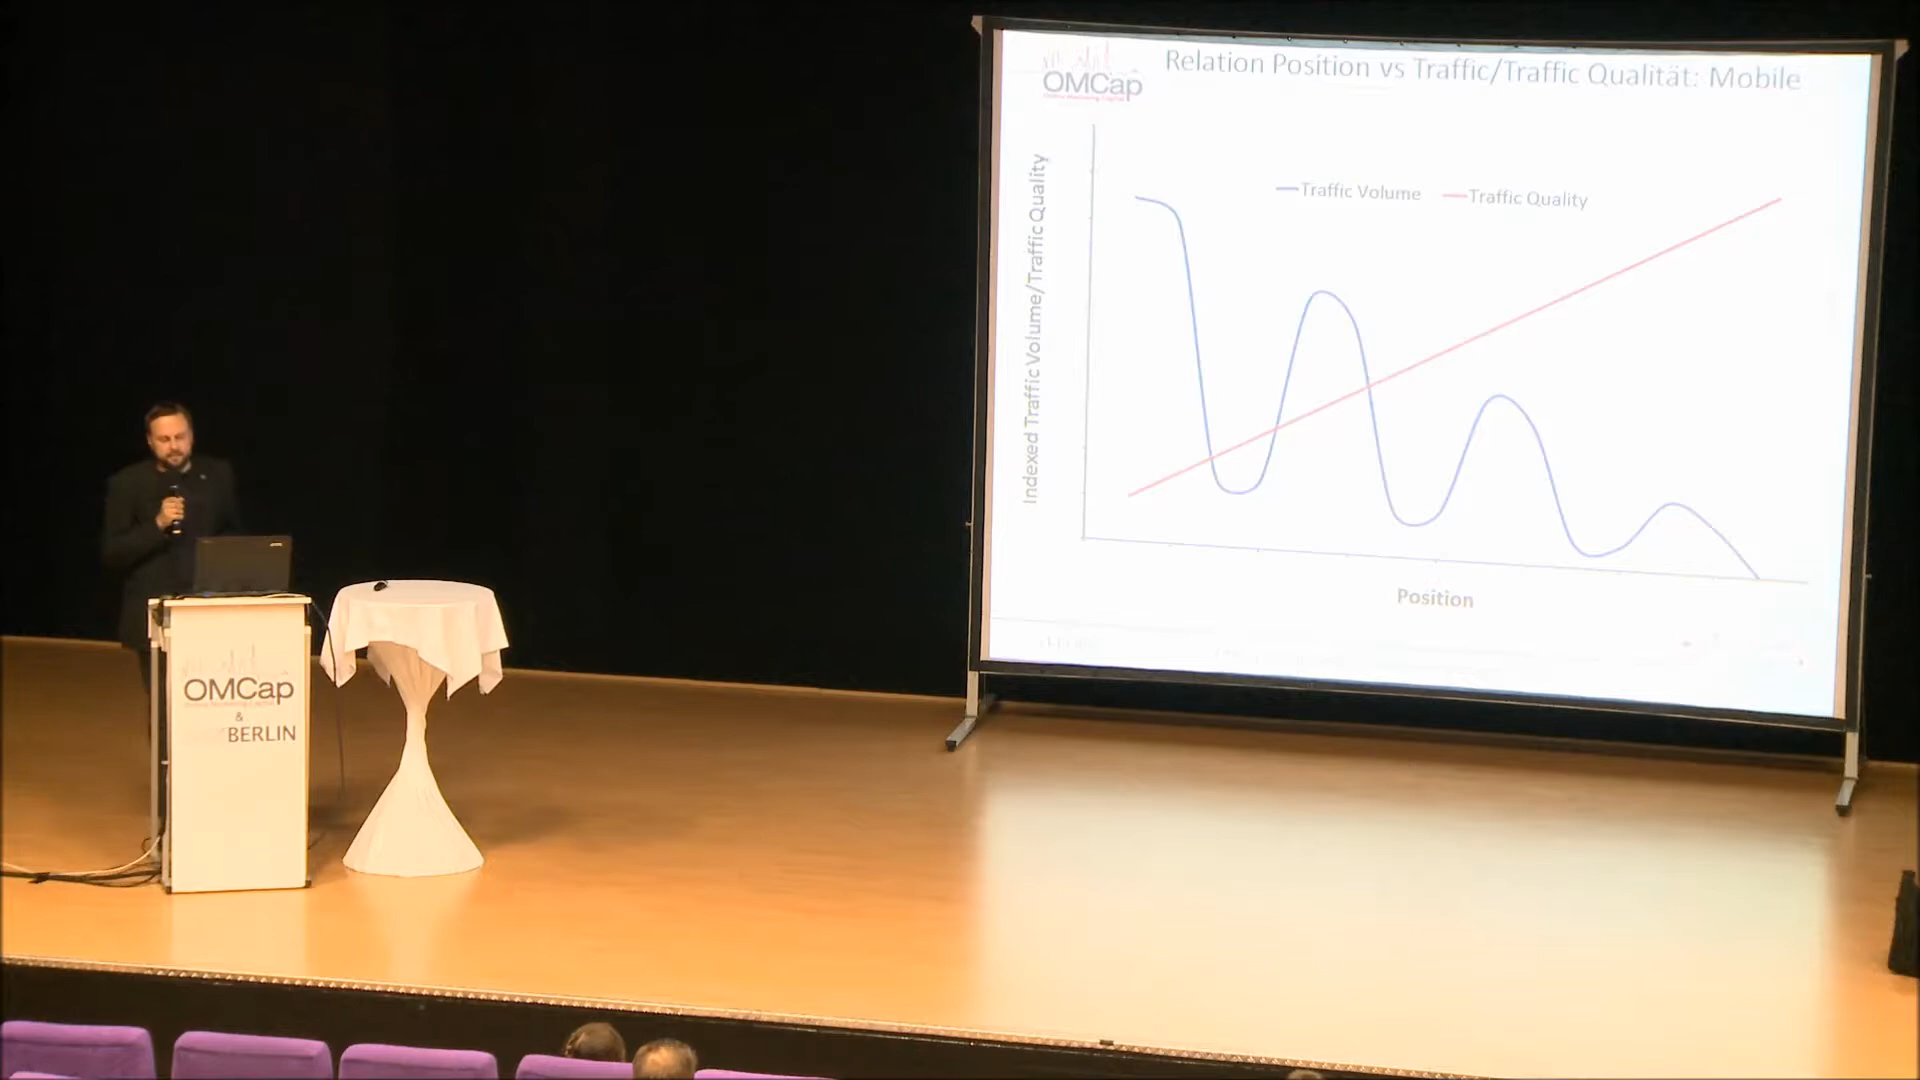 OMCap
Relation Position vs Traffic/Traffic Qualität: Mobile
Traffic Volume
Traffic Quality
Indexed Traffic Volume/Traffic Quality
Position
OMCap
&
BERLIN